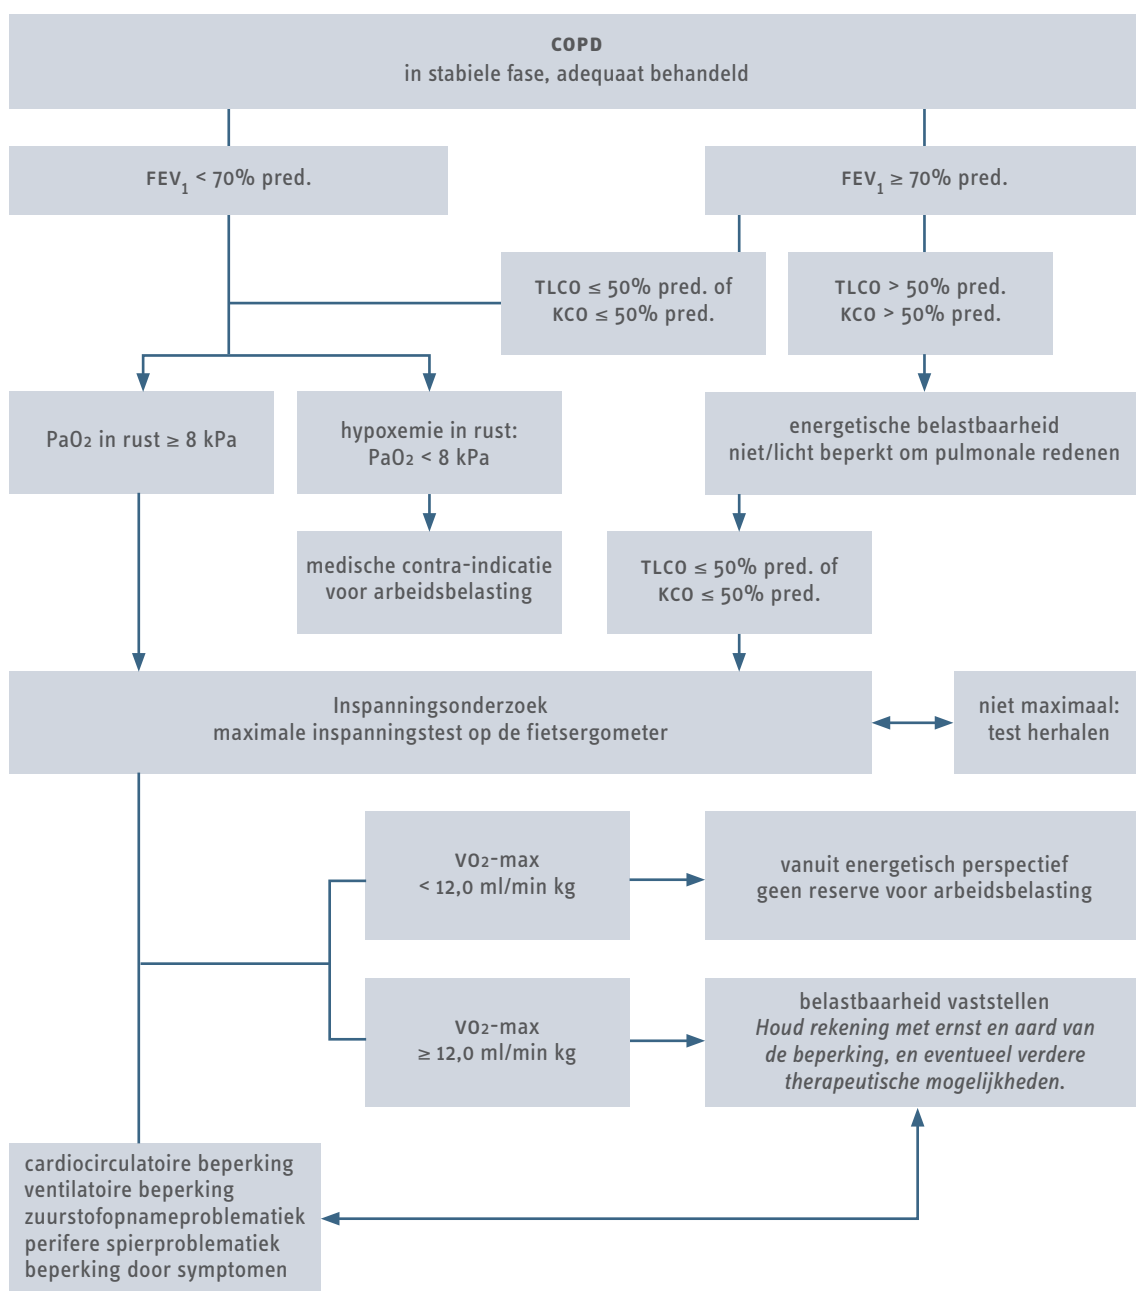 COPD
in stabiele fase, adequaat behandeld
FEV₁ < 70% pred.
FEV₁ ≥ 70% pred.
TLCO ≤ 50% pred. of
KCO ≤ 50% pred.
TLCO > 50% pred.
KCO > 50% pred.
PaO2 in rust ≥ 8 kPa
hypoxemie in rust:
PaO2 < 8 kPa
energetische belastbaarheid
niet/licht beperkt om pulmonale redenen
medische contra-indicatie
voor arbeidsbelasting
TLCO ≤ 50% pred. of
KCO ≤ 50% pred.
Inspanningsonderzoek
maximale inspanningstest op de fietsergometer
niet maximaal:
test herhalen
VO2-max
< 12,0 ml/min kg
vanuit energetisch perspectief
geen reserve voor arbeidsbelasting
VO2-max
≥ 12,0 ml/min kg
belastbaarheid vaststellen
Houd rekening met ernst en aard van
de beperking, en eventueel verdere
therapeutische mogelijkheden.
cardiocirculatoire beperking
ventilatoire beperking
zuurstofopnameproblematiek
perifere spierproblematiek
beperking door symptomen